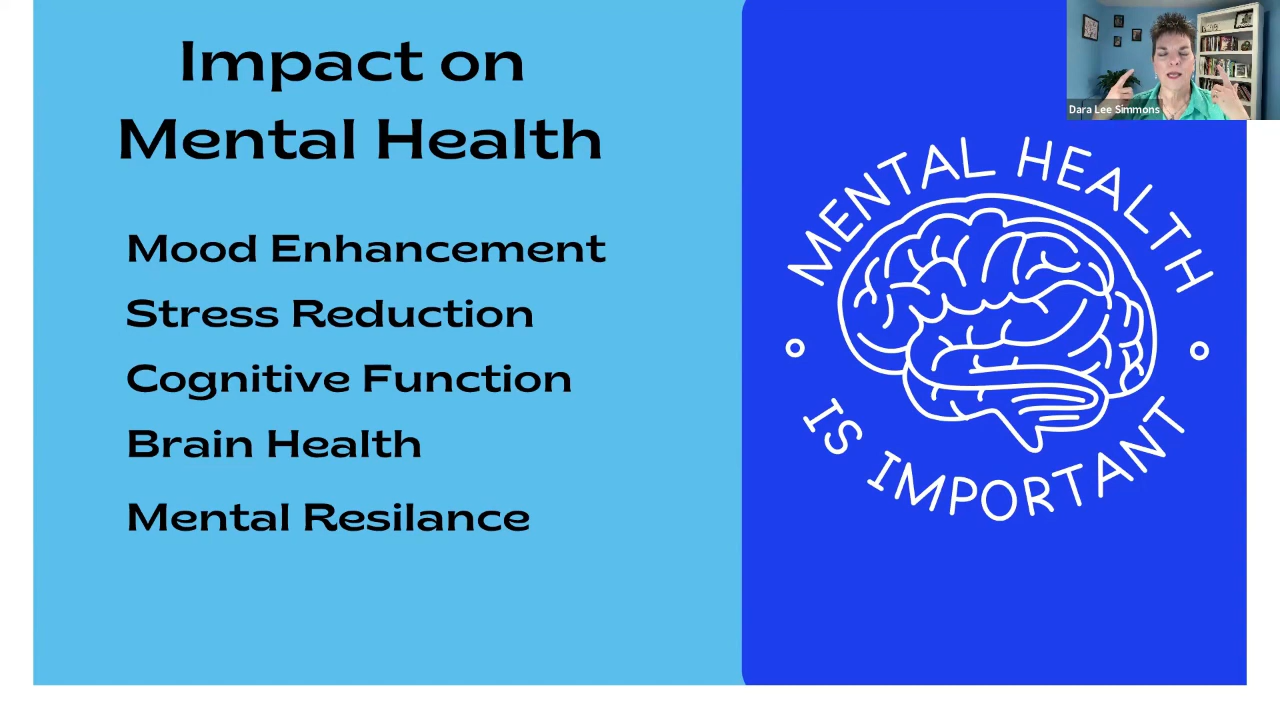 Impact on
Mental Health
Mood Enhancement
Stress Reduction
Cognitive Function
Brain Health
Mental Resilance
MENTAL HEALTH
IS IMPORTANT
Dara Lee Simmons